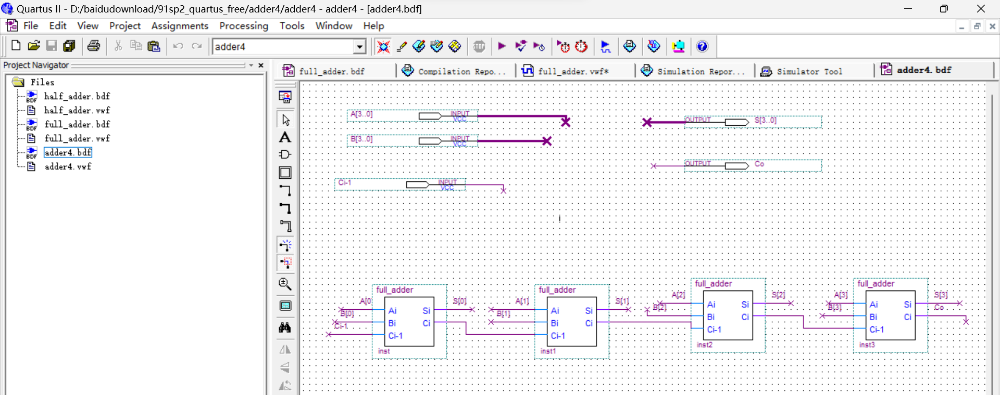 Quartus II - D:/baidudownload/91sp2_quartus_free/adder4/adder4 - adder4 - [adder4.bdf]
File Edit View Project Assignments Processing Tools Window Help
adder4
STOP
Project Navigator
full_adder.bdf
Compilation Repo...
full_adder.vwf*
Simulation Repor...
Simulator Tool
adder4.bdf
Files
BDF half_adder.bdf
half_adder.vwf
BDF full_adder.bdf
full_adder.vwf
BDF adder4.bdf
adder4.vwf
A[3..0] INPUT VCC
OUTPUT S[3..0]
B[3..0] INPUT VCC
OUTPUT Co
Ci-1 INPUT VCC
i
full_adder
A[0
B[0]
Ci-1
Ai Si
Bi Ci
Ci-1
S[0]
inst
full_adder
A[1]
B[1]
Ai Si
Bi Ci
Ci-1
S[1]
inst1
full_adder
A[2]
B[2]
Ai Si
Bi Ci
Ci-1
S[2]
inst2
full_adder
A[3]
B[3]
Ai Si
Bi Ci
Ci-1
S[3]
Co
inst3